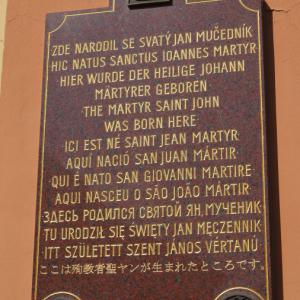 ZDE NARODIL SE SVATÝ JAN MUČEDNÍK
HIC NATUS SANCTUS IOANNES MARTYR
HIER WURDE DER HEILIGE JOHANN
MÄRTYRER GEBOREN
THE MARTYR SAINT JOHN
WAS BORN HERE
ICI EST NÉ SAINT JEAN MARTYR
AQUÍ NACIÓ SAN JUAN MÁRTIR
QUI È NATO SAN GIOVANNI MARTIRE
AQUI NASCEU O SÃO JOÃO MÁRTIR
ЗДЕСЬ РОДИЛСЯ СВЯТОЙ ЯН, МУЧЕНИК
TU URODZIŁ SIĘ ŚWIĘTY JAN MĘCZENNIK
ITT SZÜLETETT SZENT JÁNOS VÉRTANÚ
ここは殉教者聖ヤンが生まれたところです。